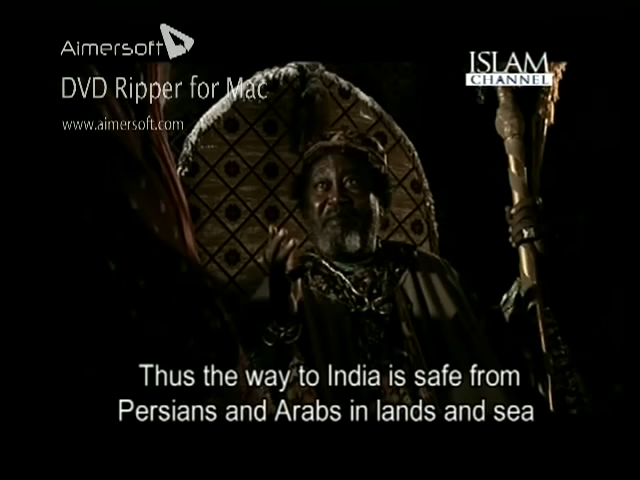 Aimersoft
DVD Ripper for Mac
www.aimersoft.com
ISLAM
CHANNEL
Thus the way to India is safe from
Persians and Arabs in lands and sea